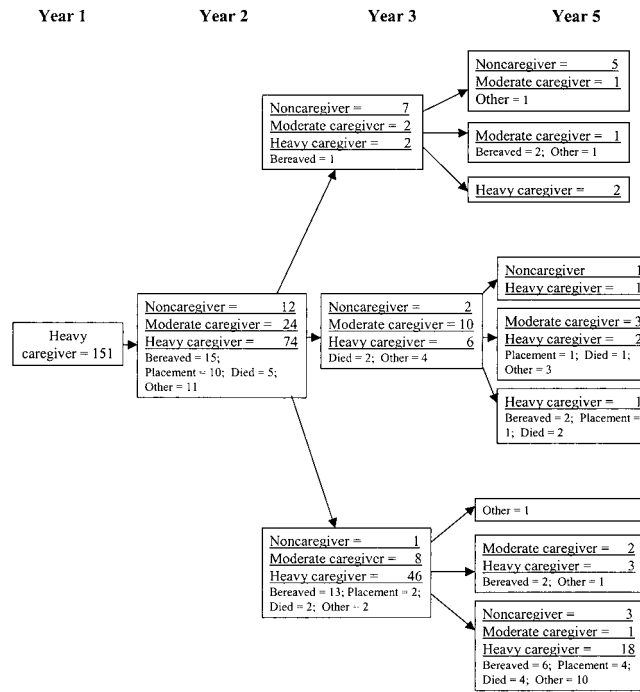 Year 1 Year 2 Year 3 Year 5
Noncaregiver = 5
Moderate caregiver = 1
Other = 1
Noncaregiver = 7
Moderate caregiver = 2
Heavy caregiver = 2
Bereaved = 1
Moderate caregiver = 1
Bereaved = 2; Other = 1
Heavy caregiver = 2
Noncaregiver 1
Heavy caregiver = 1
Heavy
caregiver = 151
Noncaregiver = 12
Moderate caregiver = 24
Heavy caregiver = 74
Bereaved = 15;
Placement = 10; Died = 5;
Other = 11
Noncaregiver = 2
Moderate caregiver = 10
Heavy caregiver = 6
Died = 2; Other = 4
Moderate caregiver = 3
Heavy caregiver = 2
Placement = 1; Died = 1;
Other = 3
Heavy caregiver = 1
Bereaved = 2; Placement =
1; Died = 2
Other = 1
Noncaregiver = 1
Moderate caregiver = 8
Heavy caregiver = 46
Bereaved = 13; Placement = 2;
Died = 2; Other = 2
Moderate caregiver = 2
Heavy caregiver = 3
Bereaved = 2; Other = 1
Noncaregiver = 3
Moderate caregiver = 1
Heavy caregiver = 18
Bereaved = 6; Placement = 4;
Died = 4; Other = 10